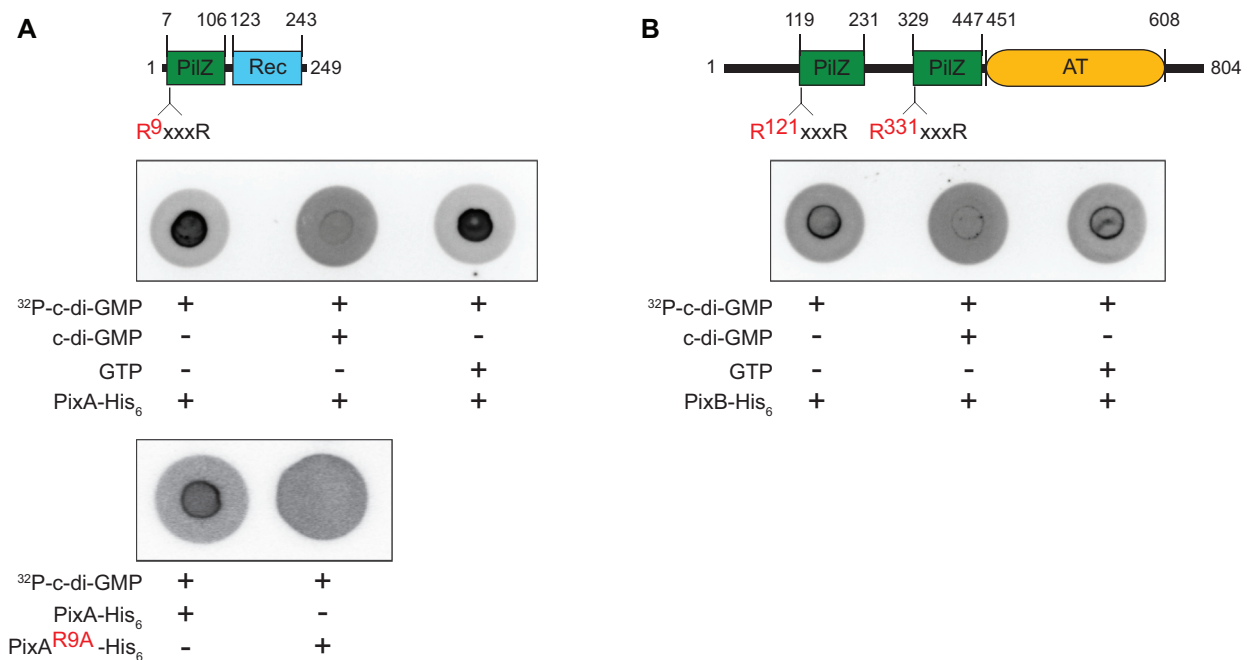 A
7 106 123 243
1 PilZ Rec 249
R9xxxR
32P-c-di-GMP + + +
c-di-GMP - + -
GTP - - +
PixA-His6 + + +
32P-c-di-GMP + +
PixA-His6 + -
PixAR9A-His6 - +
B
119 231 329 447 451 608
1 PilZ PilZ AT 804
R121xxxR R331xxxR
32P-c-di-GMP + + +
c-di-GMP - + -
GTP - - +
PixB-His6 + + +